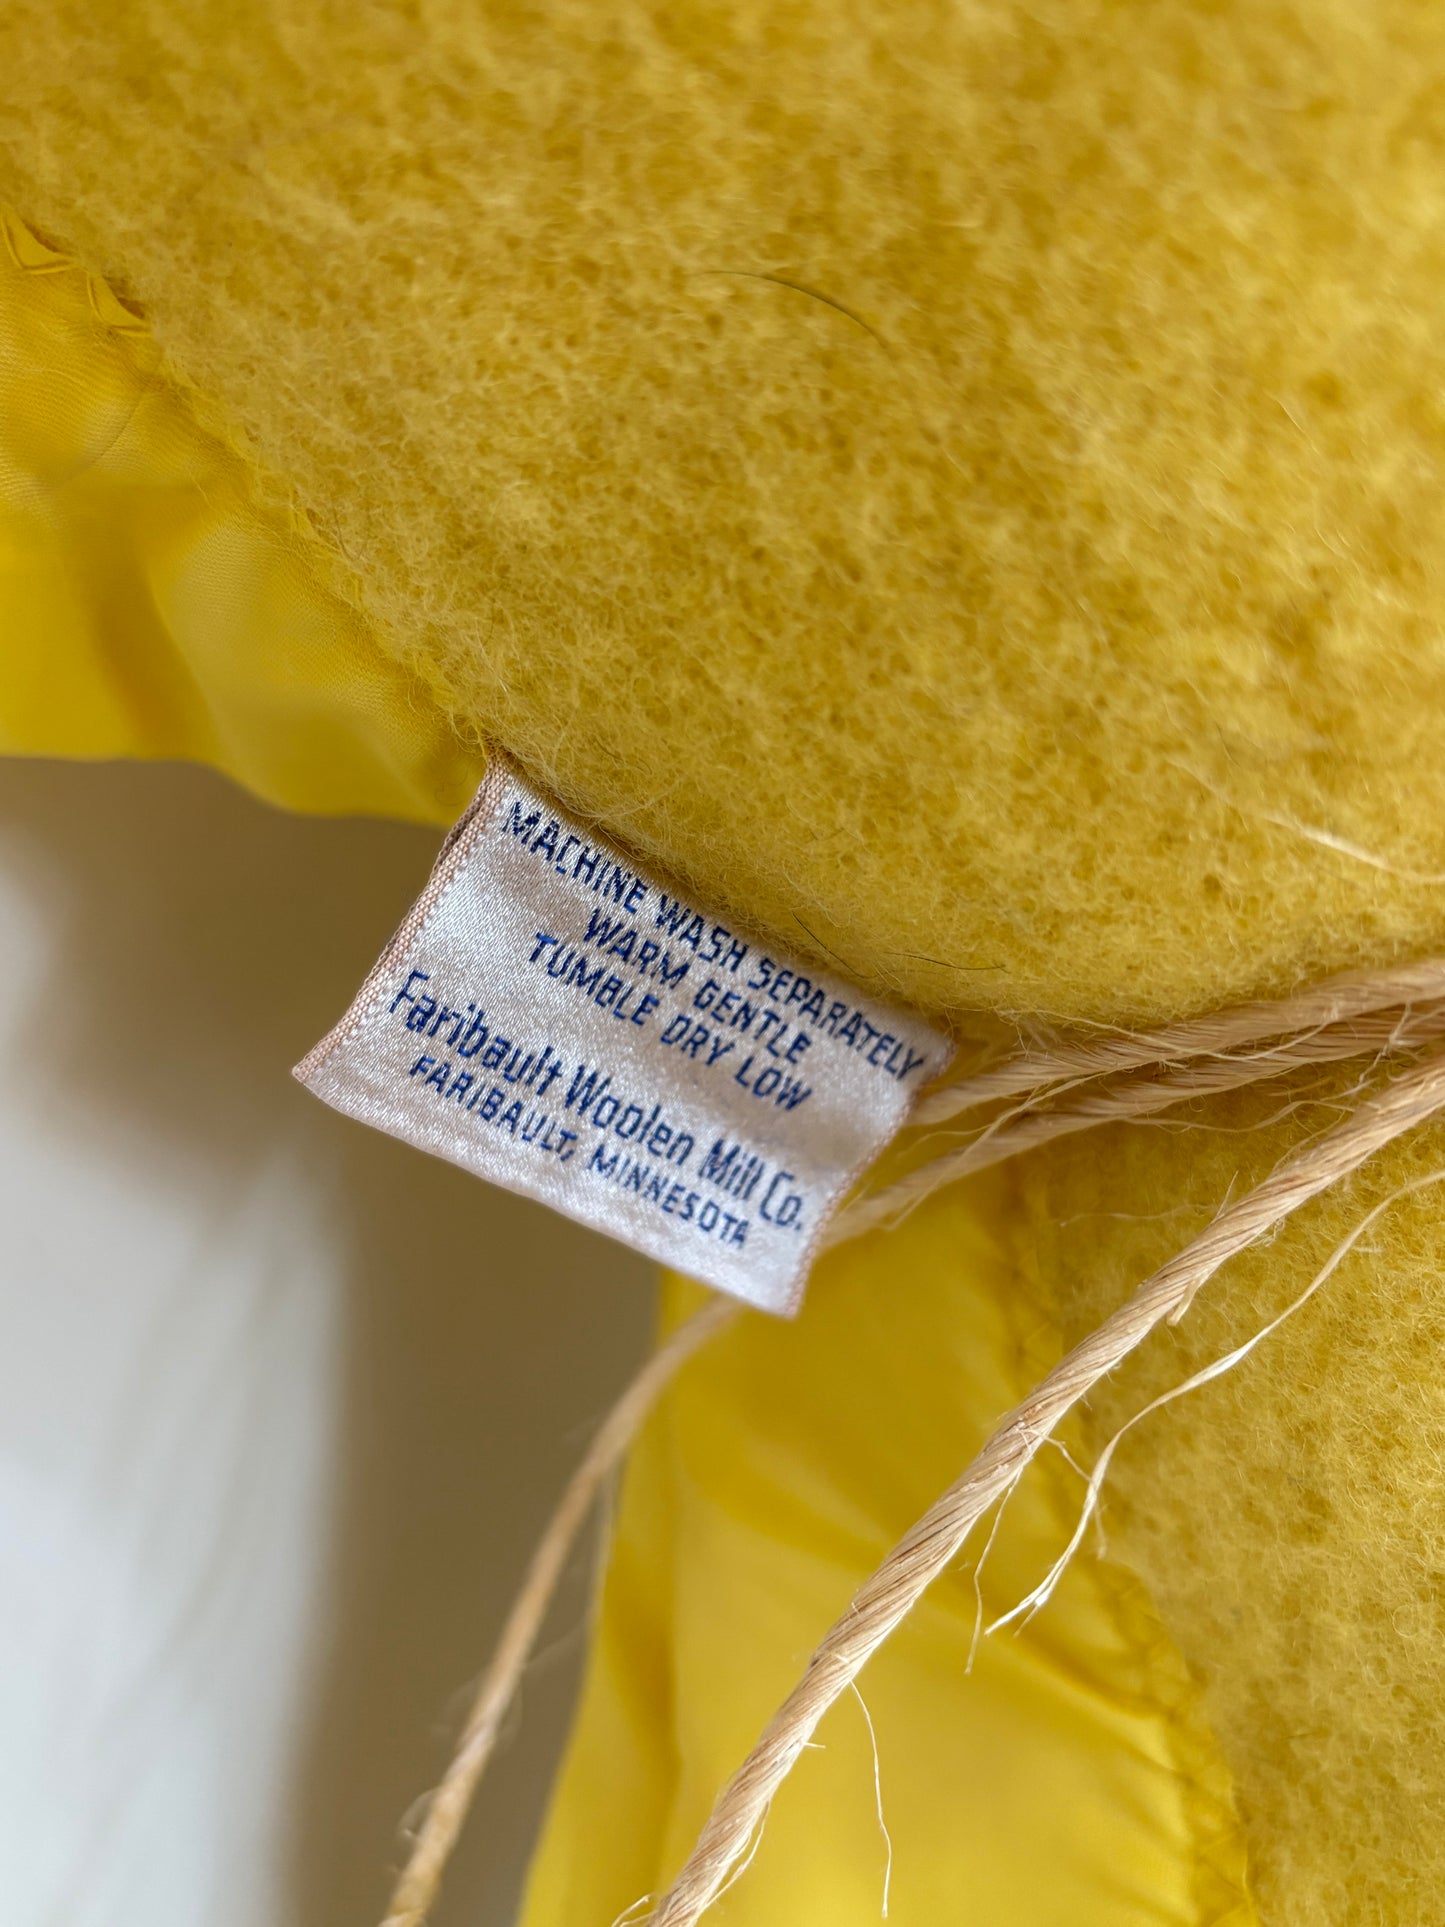 MACHINE WASH SEPARATELY
WARM GENTLE
TUMBLE DRY LOW
Faribault Woolen Mill Co.
FARIBAULT, MINNESOTA